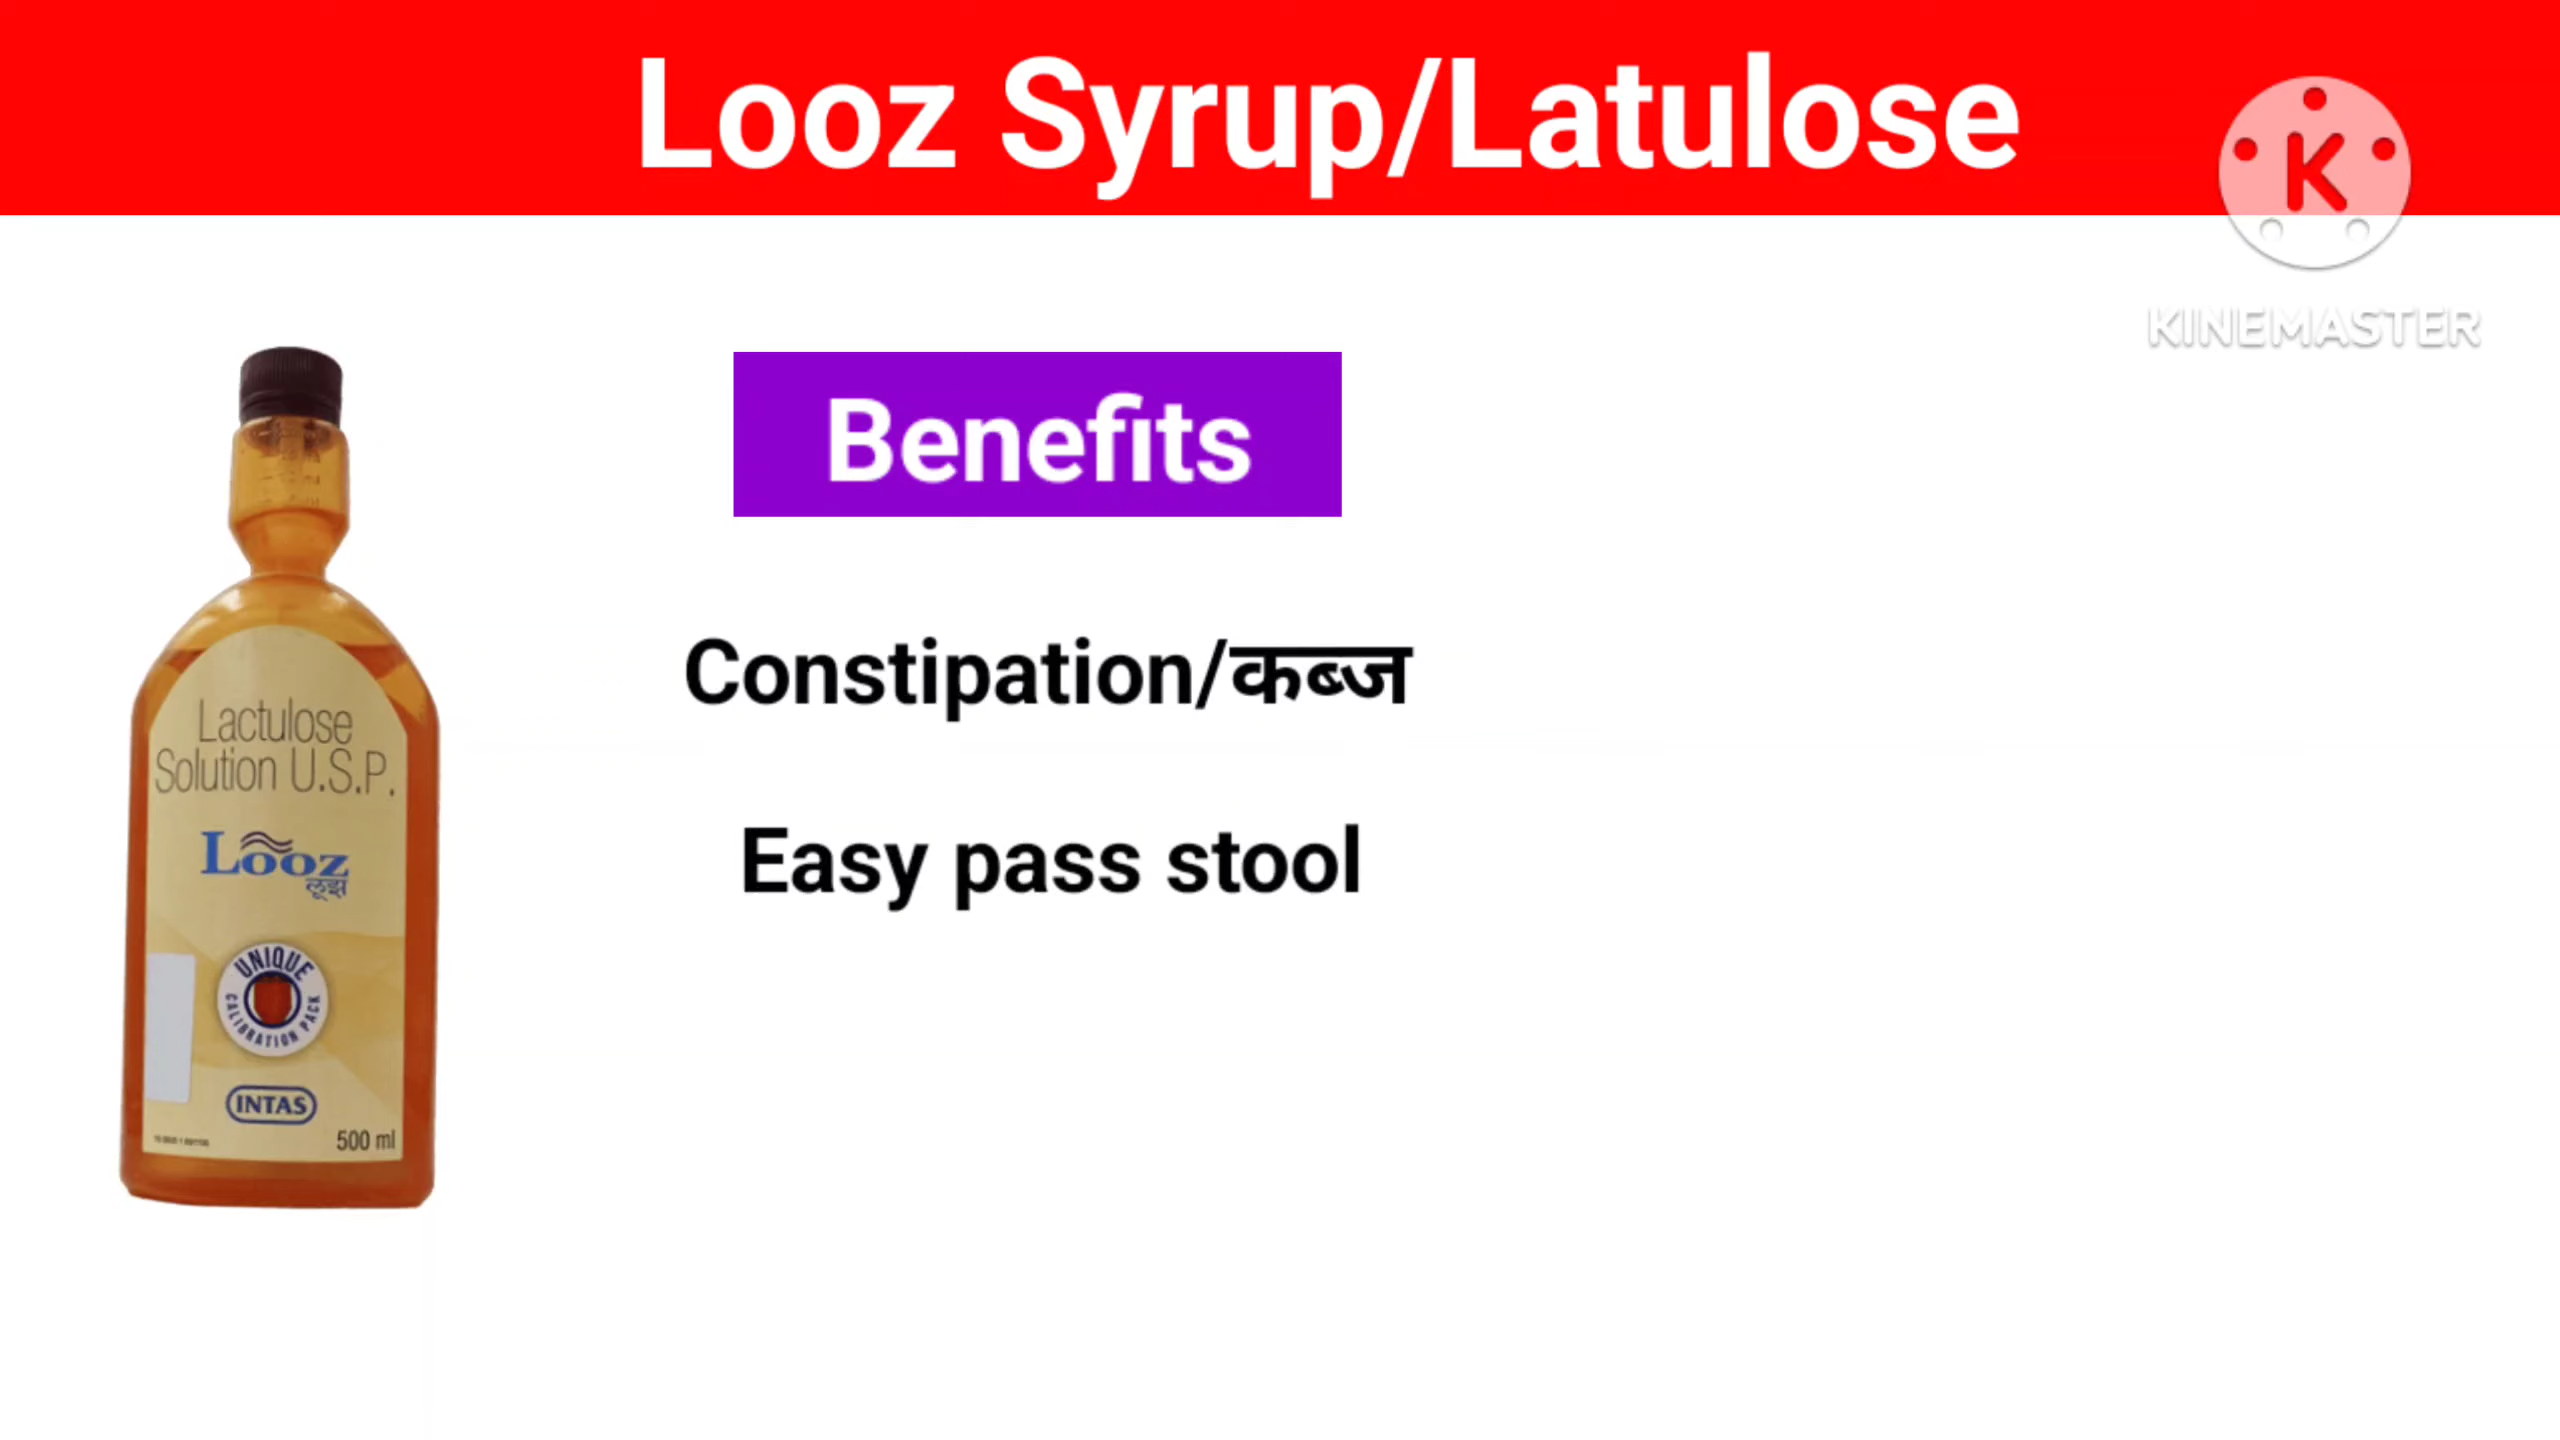 Looz Syrup/Latulose
K
KINEMASTER
Benefits
Constipation/कब्ज
Easy pass stool
Lactulose
Solution U.S.P.
Looz
लूझ
UNIQUE
CALIBRATION PACK
INTAS
500 ml